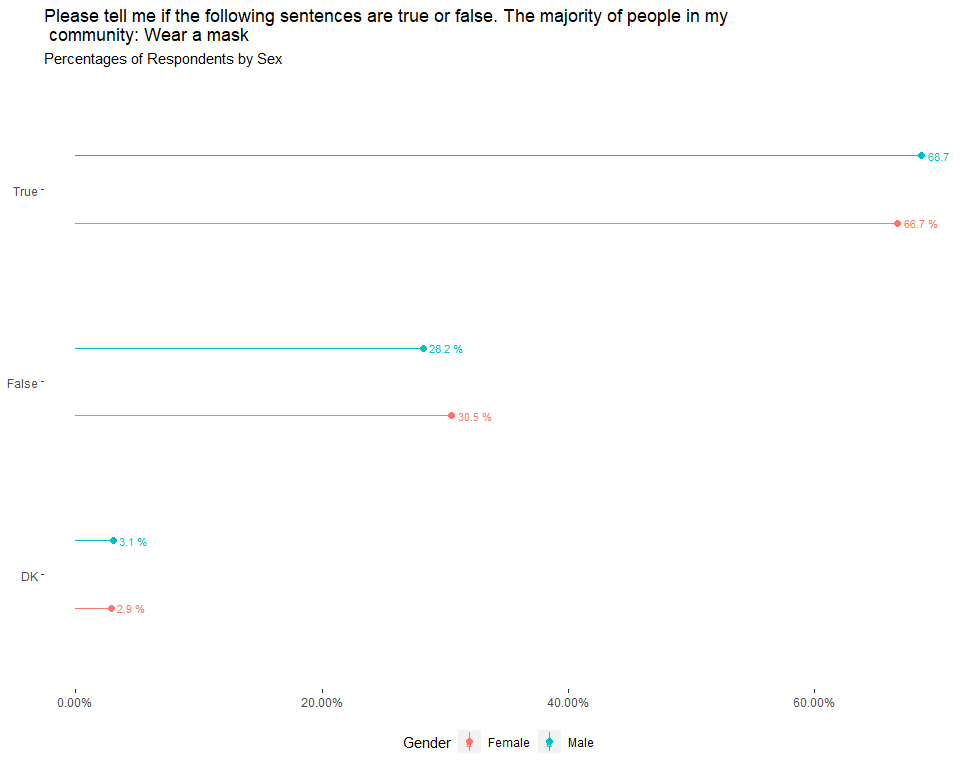 Please tell me if the following sentences are true or false. The majority of people in my
community: Wear a mask
Percentages of Respondents by Sex
68.7
True
66.7 %
28.2 %
False
30.5 %
3.1 %
DK
2.9 %
0.00% 20.00% 40.00% 60.00%
Gender Female Male